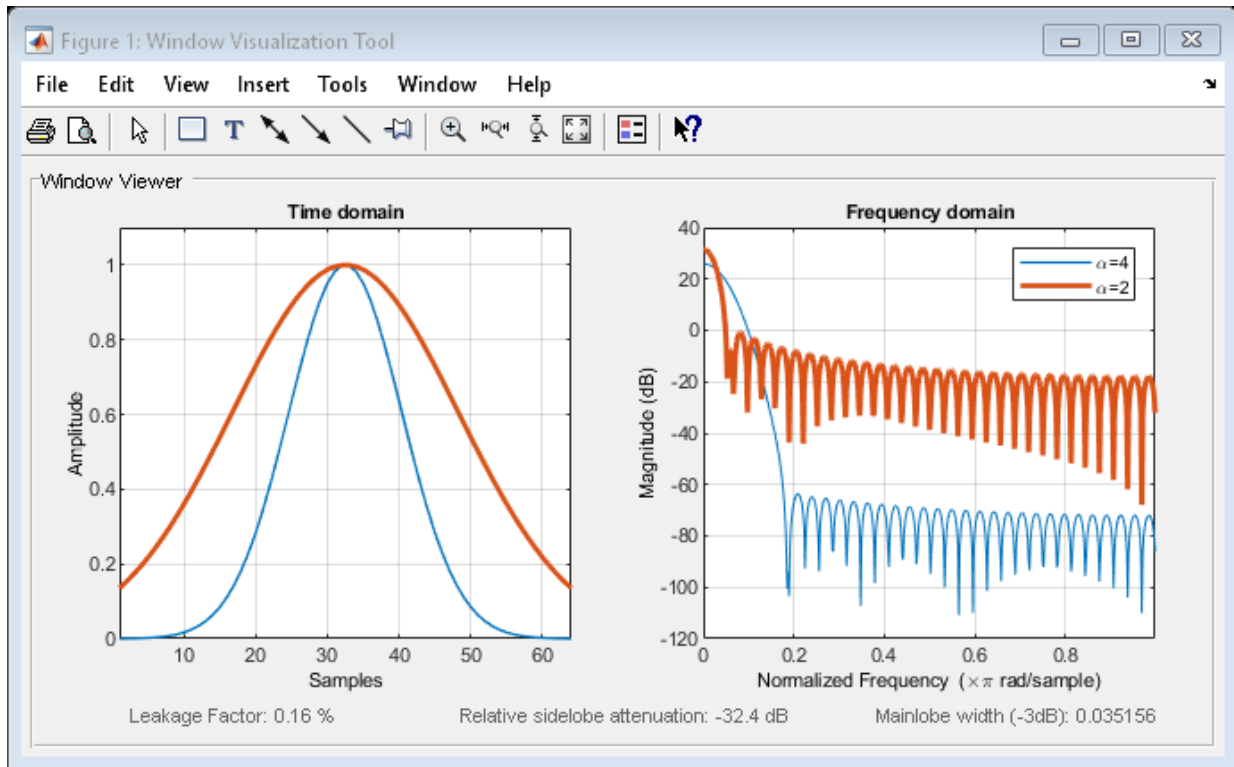 Figure 1: Window Visualization Tool
File Edit View Insert Tools Window Help
T
?
Window Viewer
Time domain
1
0.8
0.6
0.4
0.2
0
10 20 30 40 50 60
Amplitude
Samples
Frequency domain
40
20
0
-20
-40
-60
-80
-100
-120
0 0.2 0.4 0.6 0.8
Magnitude (dB)
Normalized Frequency (×π rad/sample)
α=4
α=2
Leakage Factor: 0.16 % Relative sidelobe attenuation: -32.4 dB Mainlobe width (-3dB): 0.035156